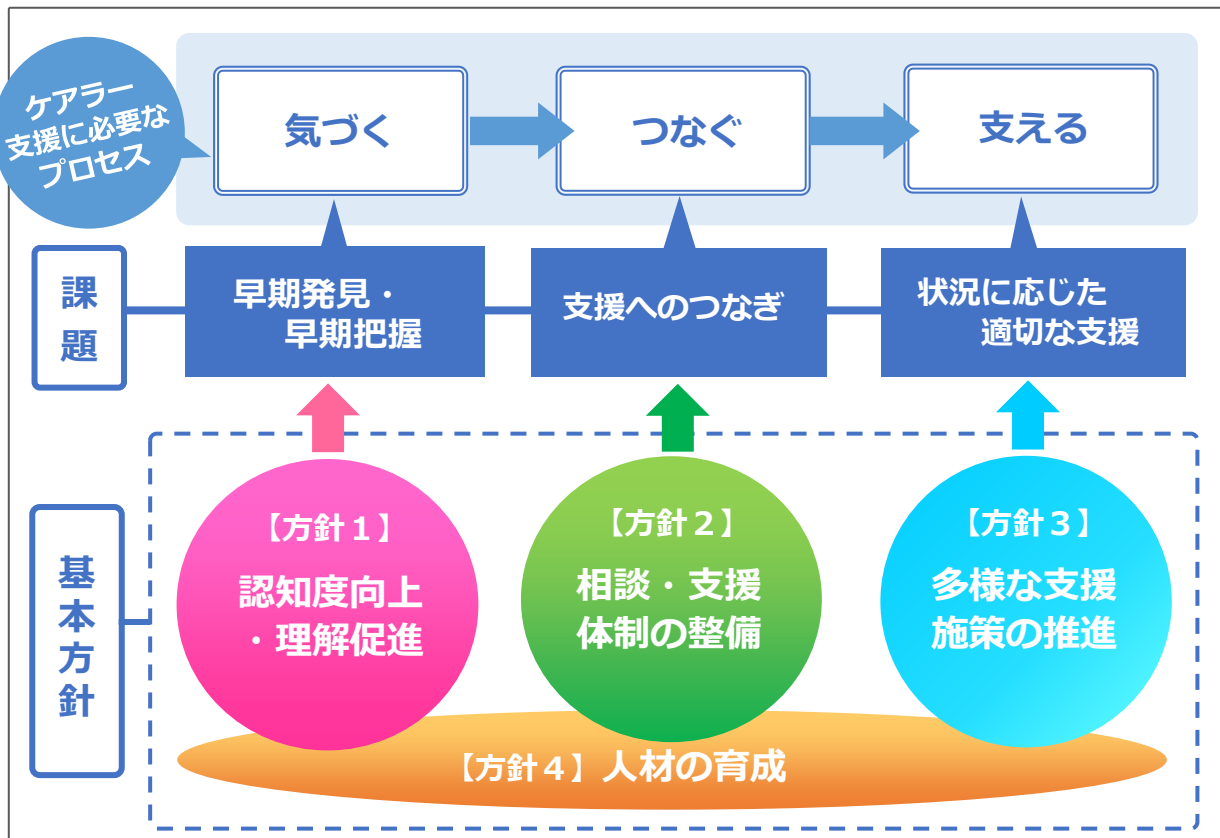 ケアラー
支援に必要な
プロセス
気づく
つなぐ
支える
課題
早期発見・
早期把握
支援へのつなぎ
状況に応じた
適切な支援
基本方針
【方針１】
認知度向上
・理解促進
【方針２】
相談・支援
体制の整備
【方針３】
多様な支援
施策の推進
【方針４】人材の育成